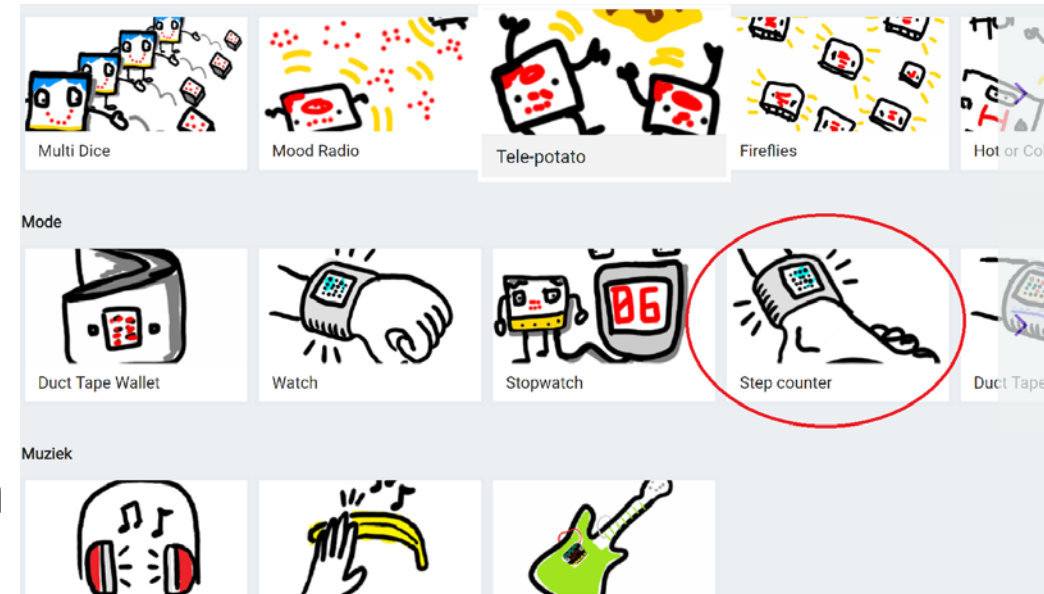 Multi Dice
Mood Radio
Tele-potato
Fireflies
Hot or Co
Mode
06
Duct Tape Wallet
Watch
Stopwatch
Step counter
Duct Tape
Muziek